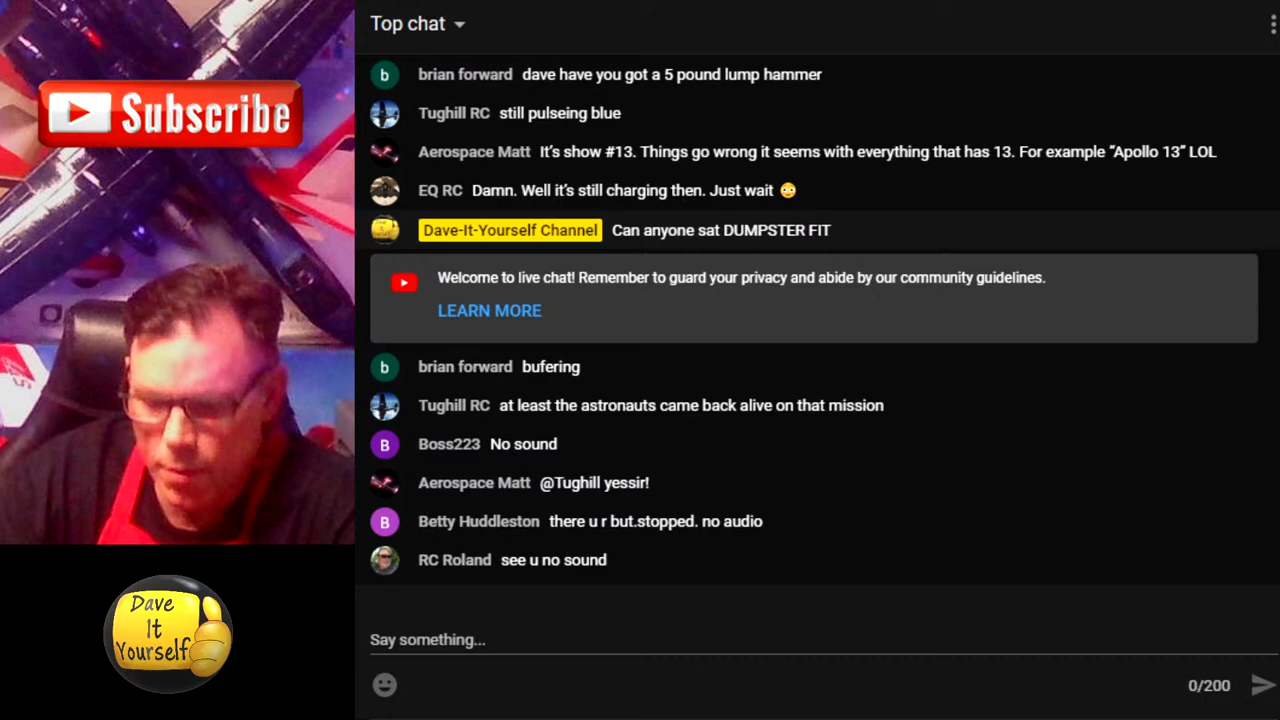 Top chat
Subscribe
b brian forward dave have you got a 5 pound lump hammer
Tughill RC still pulseing blue
Aerospace Matt It's show #13. Things go wrong it seems with everything that has 13. For example “Apollo 13” LOL
EQ RC Damn. Well it's still charging then. Just wait 😳
Dave-It-Yourself Channel Can anyone sat DUMPSTER FIT
Welcome to live chat! Remember to guard your privacy and abide by our community guidelines.
LEARN MORE
b brian forward bufering
Tughill RC at least the astronauts came back alive on that mission
B Boss223 No sound
Aerospace Matt @Tughill yessir!
B Betty Huddleston there u r but.stopped. no audio
RC Roland see u no sound
Dave
It
Yourself
Say something...
0/200